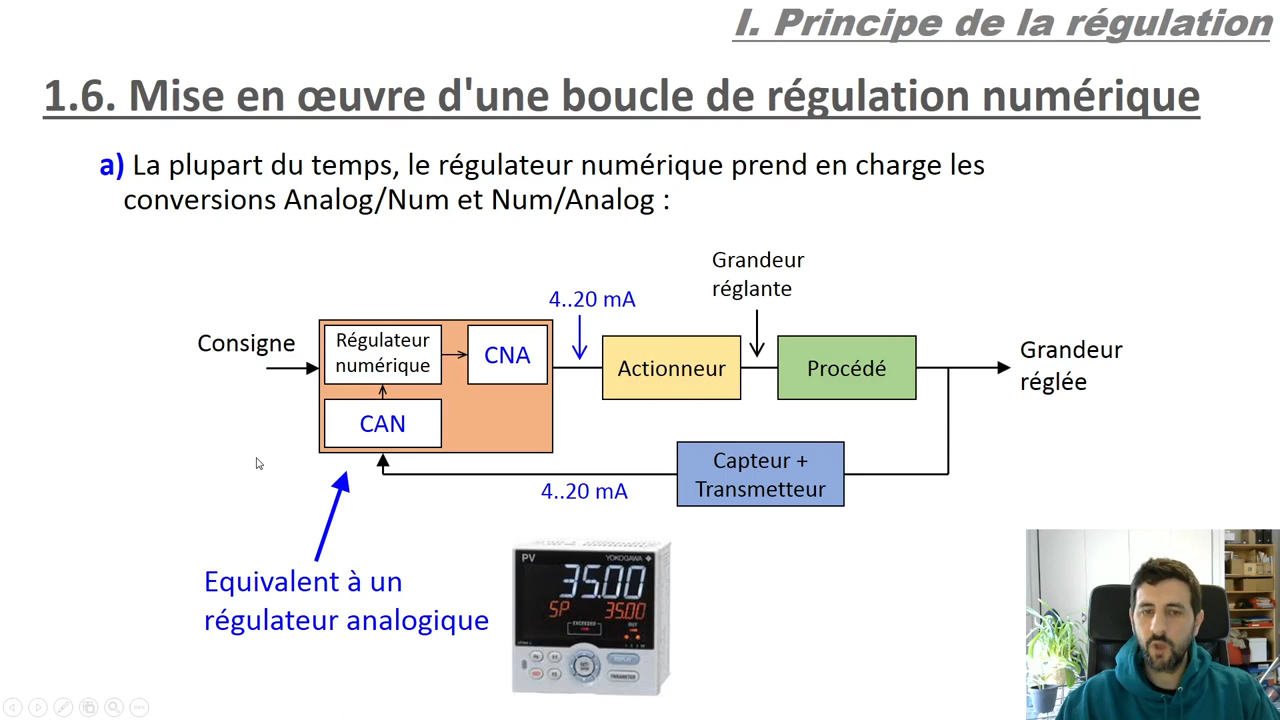 I. Principe de la régulation
1.6. Mise en œuvre d'une boucle de régulation numérique
a) La plupart du temps, le régulateur numérique prend en charge les
conversions Analog/Num et Num/Analog :
Grandeur
réglante
4..20 mA
Consigne
Régulateur
numérique
CNA
Actionneur
Procédé
Grandeur
réglée
CAN
Capteur +
Transmetteur
4..20 mA
Equivalent à un
régulateur analogique
PV
YOKOGAWA
35.00
SP 35.00